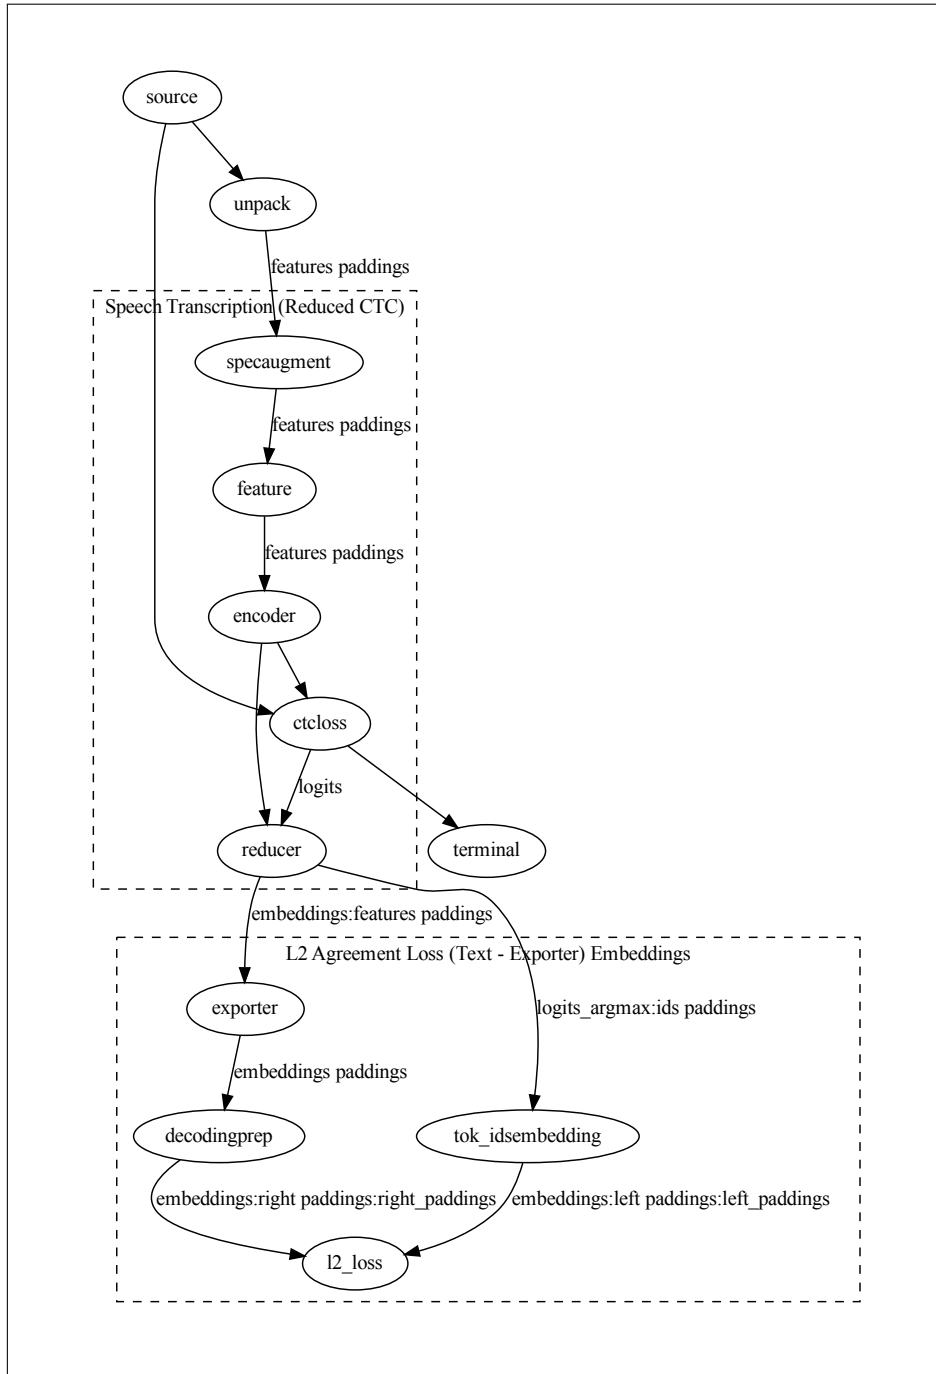 source
unpack
features paddings
Speech Transcription (Reduced CTC)
specaugment
features paddings
feature
features paddings
encoder
ctcloss
logits
reducer
terminal
embeddings:features paddings
L2 Agreement Loss (Text - Exporter) Embeddings
exporter
logits_argmax:ids paddings
embeddings paddings
decodingprep
tok_idsembedding
embeddings:right paddings:right_paddings
embeddings:left paddings:left_paddings
l2_loss